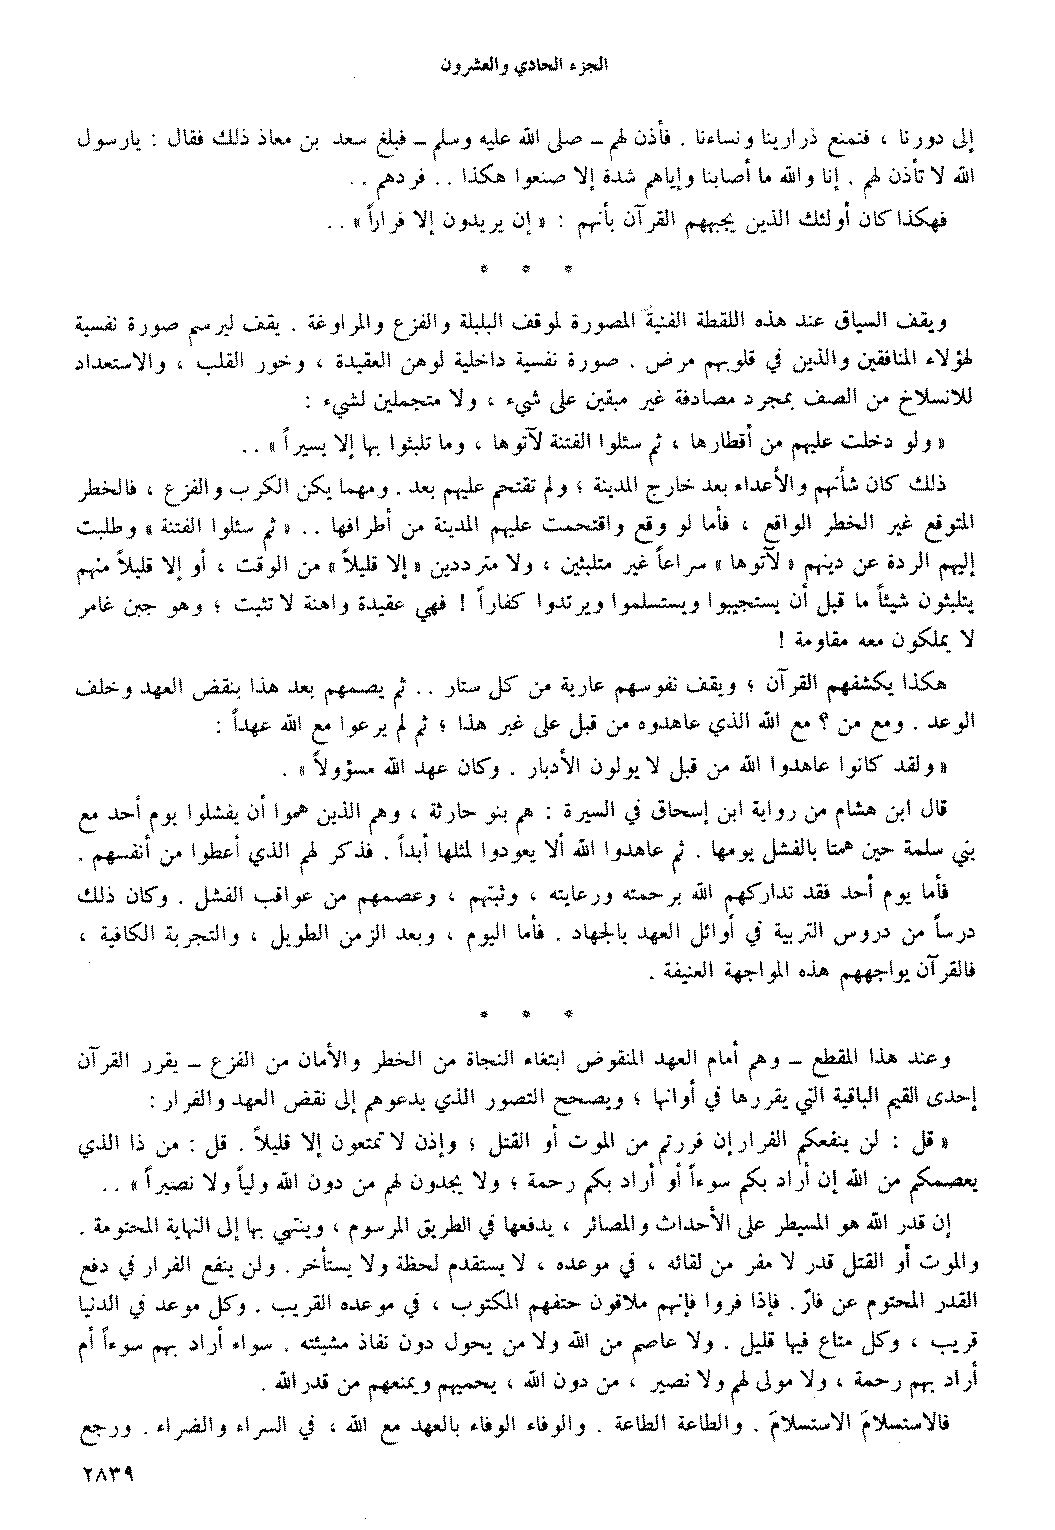 الجزء الحادي والعشرون
إلى دورنا ، فنمنع ذرارينا ونساءنا . فأذن لهم – صلى الله عليه وسلم – فبلغ سعد بن معاذ ذلك فقال : يارسول
الله لا تأذن لهم . إنا والله ما أصابنا وإياهم شدة إلا صنعوا هكذا . . فردهم . .
فهكذا كان أولئك الذين يجبههم القرآن بأنهم : « إن يريدون إلا فراراً » . .
* * *
ويقف السياق عند هذه اللقطة الفنية المصورة لموقف البلبلة والفزع والمراوغة . يقف ليرسم صورة نفسية
لهؤلاء المنافقين والذين في قلوبهم مرض . صورة نفسية داخلية لوهن العقيدة ، وخور القلب ، والاستعداد
للانسلاخ من الصف بمجرد مصادفة غير مبقين على شيء ، ولا متجملين لشيء :
« ولو دخلت عليهم من أقطارها ، ثم سئلوا الفتنة لآتوها ، وما تلبثوا بها إلا يسيراً » . .
ذلك كان شأنهم والأعداء بعد خارج المدينة ؛ ولم تقتحم عليهم بعد . ومهما يكن الكرب والفزع ، فالخطر
المتوقع غير الخطر الواقع ، فأما لو وقع واقتحمت عليهم المدينة من أطرافها . . « ثم سئلوا الفتنة » وطلبت
إليهم الردة عن دينهم « لآتوها » سراعاً غير متلبثين ، ولا مترددين « إلا قليلاً » من الوقت ، أو إلا قليلاً منهم
يتلبثون شيئاً ما قبل أن يستجيبوا ويستسلموا ويرتدوا كفاراً ! فهي عقيدة واهنة لا تثبت ؛ وهو جبن غامر
لا يملكون معه مقاومة !
هكذا يكشفهم القرآن ؛ ويقف نفوسهم عارية من كل ستار . . ثم يصمهم بعد هذا بنقض العهد وخلف
الوعد . ومع من ؟ مع الله الذي عاهدوه من قبل على غير هذا ؛ ثم لم يرعوا مع الله عهداً :
« ولقد كانوا عاهدوا الله من قبل لا يولون الأدبار . وكان عهد الله مسؤولاً » .
قال ابن هشام من رواية ابن إسحاق في السيرة : هم بنو حارثة ، وهم الذين هموا أن يفشلوا يوم أحد مع
بني سلمة حين همتا بالفشل يومها . ثم عاهدوا الله ألا يعودوا لمثلها أبداً . فذكر لهم الذي أعطوا من أنفسهم .
فأما يوم أحد فقد تداركهم الله برحمته ورعايته ، وثبتهم ، وعصمهم من عواقب الفشل . وكان ذلك
درساً من دروس التربية في أوائل العهد بالجهاد . فأما اليوم ، وبعد الزمن الطويل ، والتجربة الكافية ،
فالقرآن يواجههم هذه المواجهة العنيفة .
* * *
وعند هذا المقطع – وهم أمام العهد المنقوض ابتغاء النجاة من الخطر والأمان من الفزع – يقرر القرآن
إحدى القيم الباقية التي يقررها في أوانها ؛ ويصحح التصور الذي يدعوهم إلى نقض العهد والفرار :
« قل : لن ينفعكم الفرار إن فررتم من الموت أو القتل ؛ وإذن لا تمتعون إلا قليلاً . قل : من ذا الذي
يعصمكم من الله إن أراد بكم سوءاً أو أراد بكم رحمة ؛ ولا يجدون لهم من دون الله ولياً ولا نصيراً » . .
إن قدر الله هو المسيطر على الأحداث والمصائر ، يدفعها في الطريق المرسوم ، وينتهي بها إلى النهاية المحتومة .
والموت أو القتل قدر لا مفر من لقائه ، في موعده ، لا يستقدم لحظة ولا يستأخر . ولن ينفع الفرار في دفع
القدر المحتوم عن فارّ . فإذا فروا فإنهم ملاقون حتفهم المكتوب ، في موعده القريب . وكل موعد في الدنيا
قريب ، وكل متاع فيها قليل . ولا عاصم من الله ولا من يحول دون نفاذ مشيئته . سواء أراد بهم سوءاً أم
أراد بهم رحمة ، ولا مولى لهم ولا نصير ، من دون الله ، يحميهم ويمنعهم من قدر الله .
فالاستسلامَ الاستسلامَ . والطاعة الطاعة . والوفاء الوفاء بالعهد مع الله ، في السراء والضراء . ورجع
٢٨٣٩